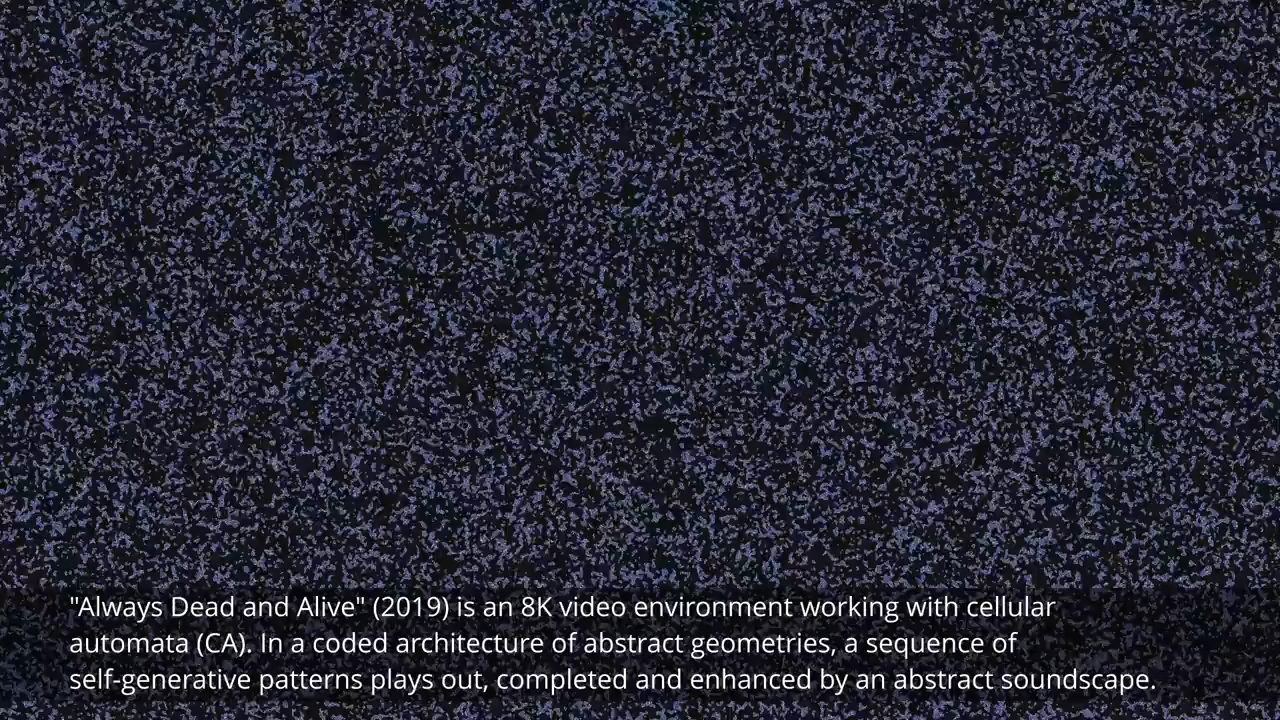 "Always Dead and Alive" (2019) is an 8K video environment working with cellular
automata (CA). In a coded architecture of abstract geometries, a sequence of
self-generative patterns plays out, completed and enhanced by an abstract soundscape.